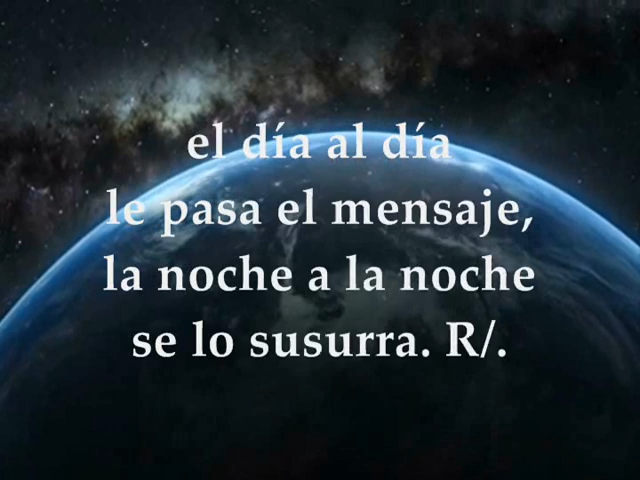 el día al día
le pasa el mensaje,
la noche a la noche
se lo susurra. R/.